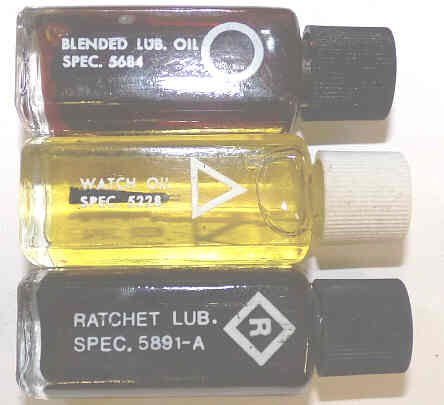 BLENDED LUB. OIL
SPEC. 5684
WATCH OIL
SPEC. 5228
RATCHET LUB.
SPEC. 5891-A
R